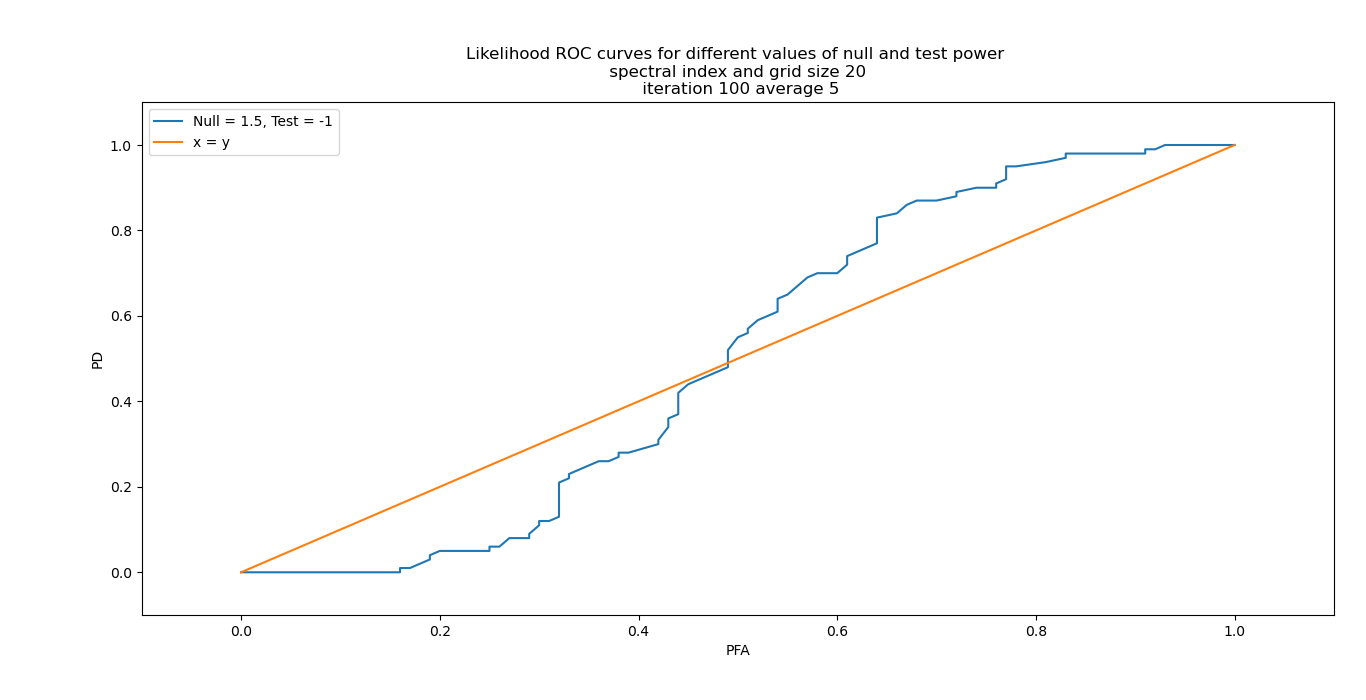 Likelihood ROC curves for different values of null and test power
spectral index and grid size 20
iteration 100 average 5
Null = 1.5, Test = -1
x = y
1.0
0.8
0.6
0.4
0.2
0.0
PD
0.0 0.2 0.4 0.6 0.8 1.0
PFA